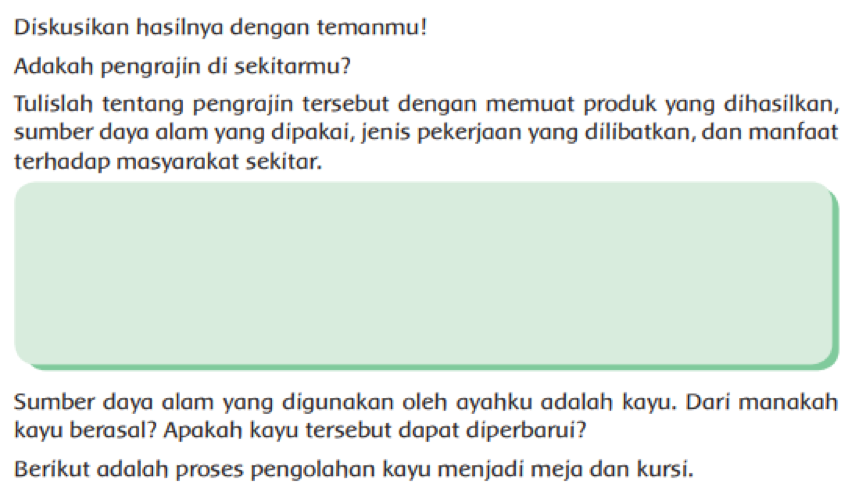 Diskusikan hasilnya dengan temanmu!
Adakah pengrajin di sekitarmu?
Tulislah tentang pengrajin tersebut dengan memuat produk yang dihasilkan,
sumber daya alam yang dipakai, jenis pekerjaan yang dilibatkan, dan manfaat
terhadap masyarakat sekitar.
Sumber daya alam yang digunakan oleh ayahku adalah kayu. Dari manakah
kayu berasal? Apakah kayu tersebut dapat diperbarui?
Berikut adalah proses pengolahan kayu menjadi meja dan kursi.